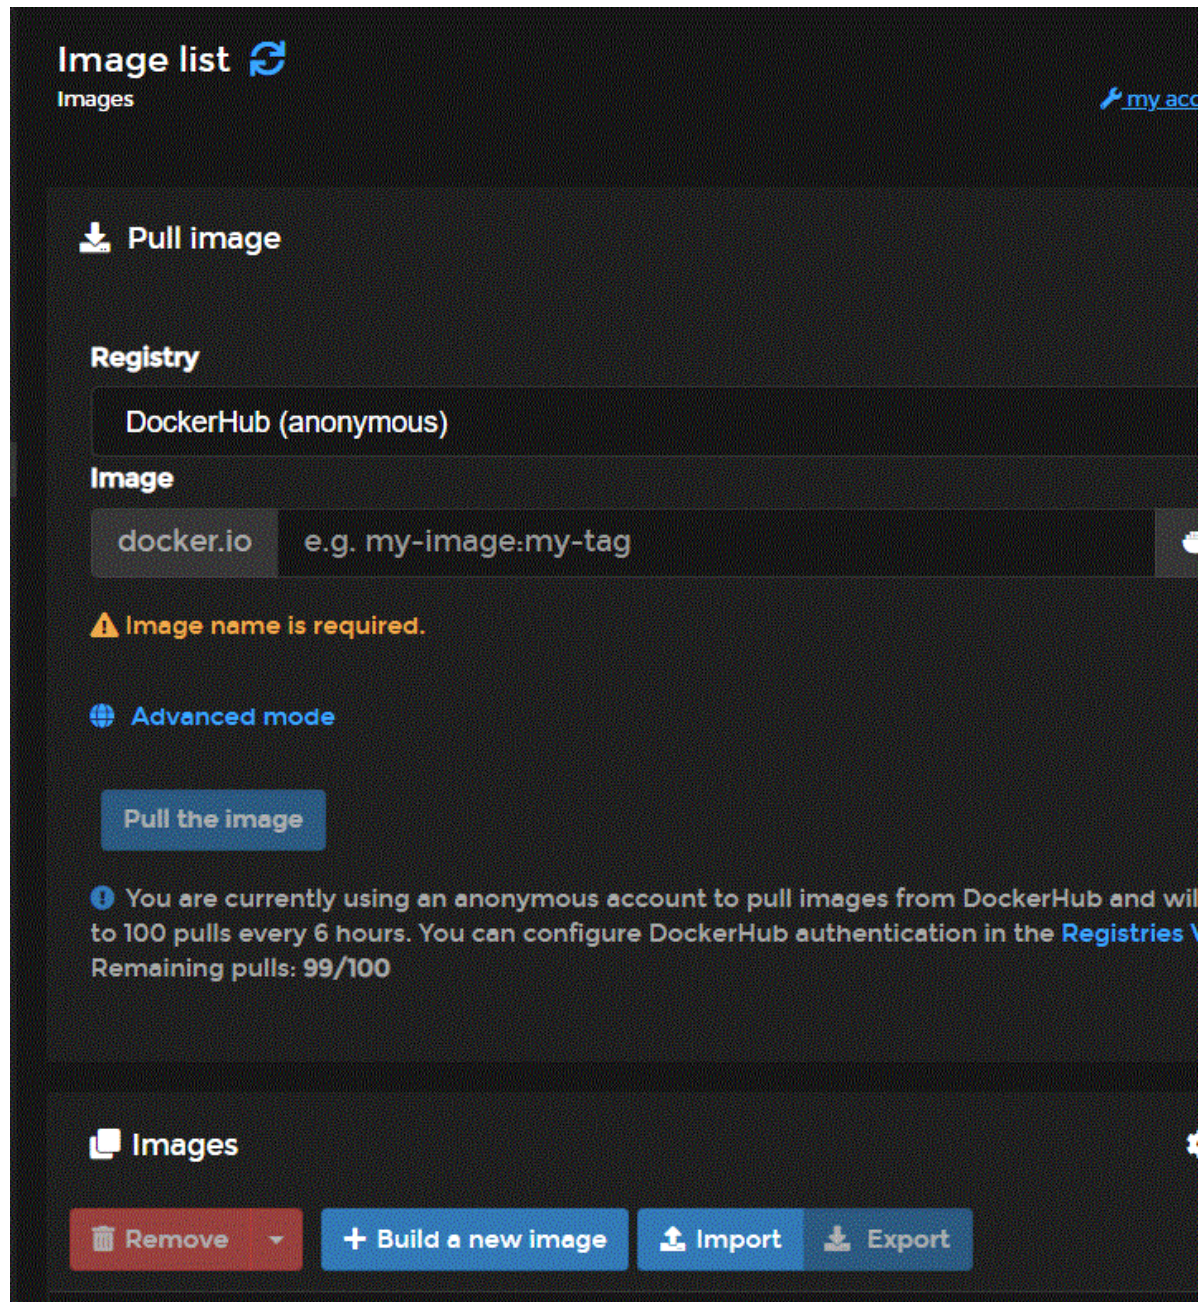 Image list
Images
my acc
Pull image
Registry
DockerHub (anonymous)
Image
docker.io e.g. my-image:my-tag
Image name is required.
Advanced mode
Pull the image
You are currently using an anonymous account to pull images from DockerHub and wil
to 100 pulls every 6 hours. You can configure DockerHub authentication in the Registries
Remaining pulls: 99/100
Images
Remove + Build a new image Import Export